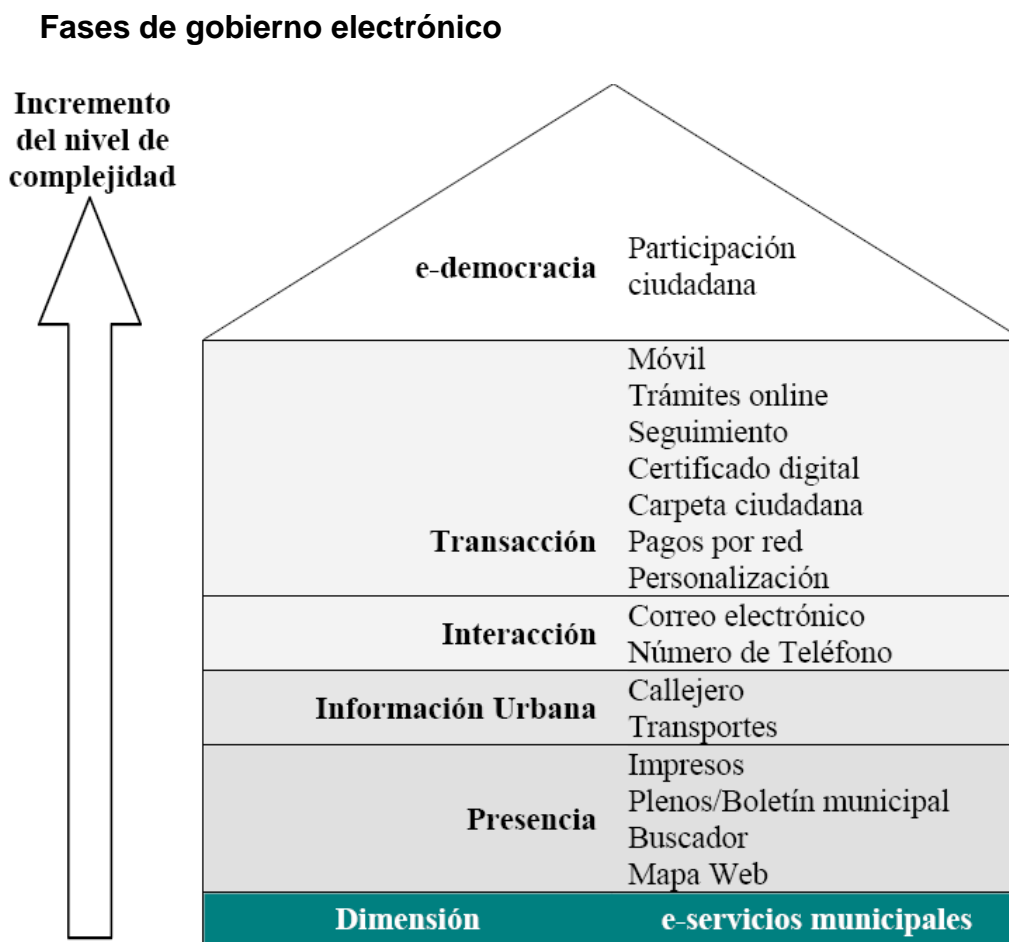 Fases de gobierno electrónico
Incremento
del nivel de
complejidad
e-democracia
Participación
ciudadana
Transacción
Móvil
Trámites online
Seguimiento
Certificado digital
Carpeta ciudadana
Pagos por red
Personalización
Interacción
Correo electrónico
Número de Teléfono
Información Urbana
Callejero
Transportes
Presencia
Impresos
Plenos/Boletín municipal
Buscador
Mapa Web
Dimensión
e-servicios municipales